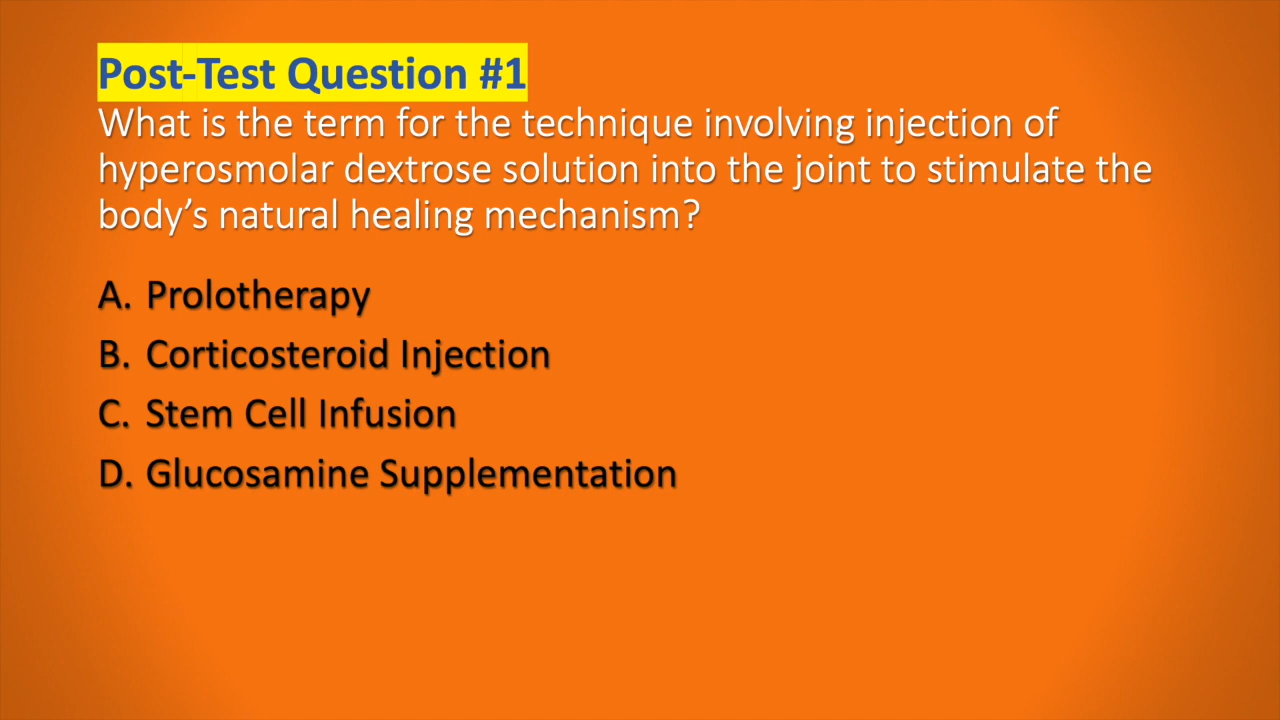 Post-Test Question #1
What is the term for the technique involving injection of
hyperosmolar dextrose solution into the joint to stimulate the
body’s natural healing mechanism?
A. Prolotherapy
B. Corticosteroid Injection
C. Stem Cell Infusion
D. Glucosamine Supplementation